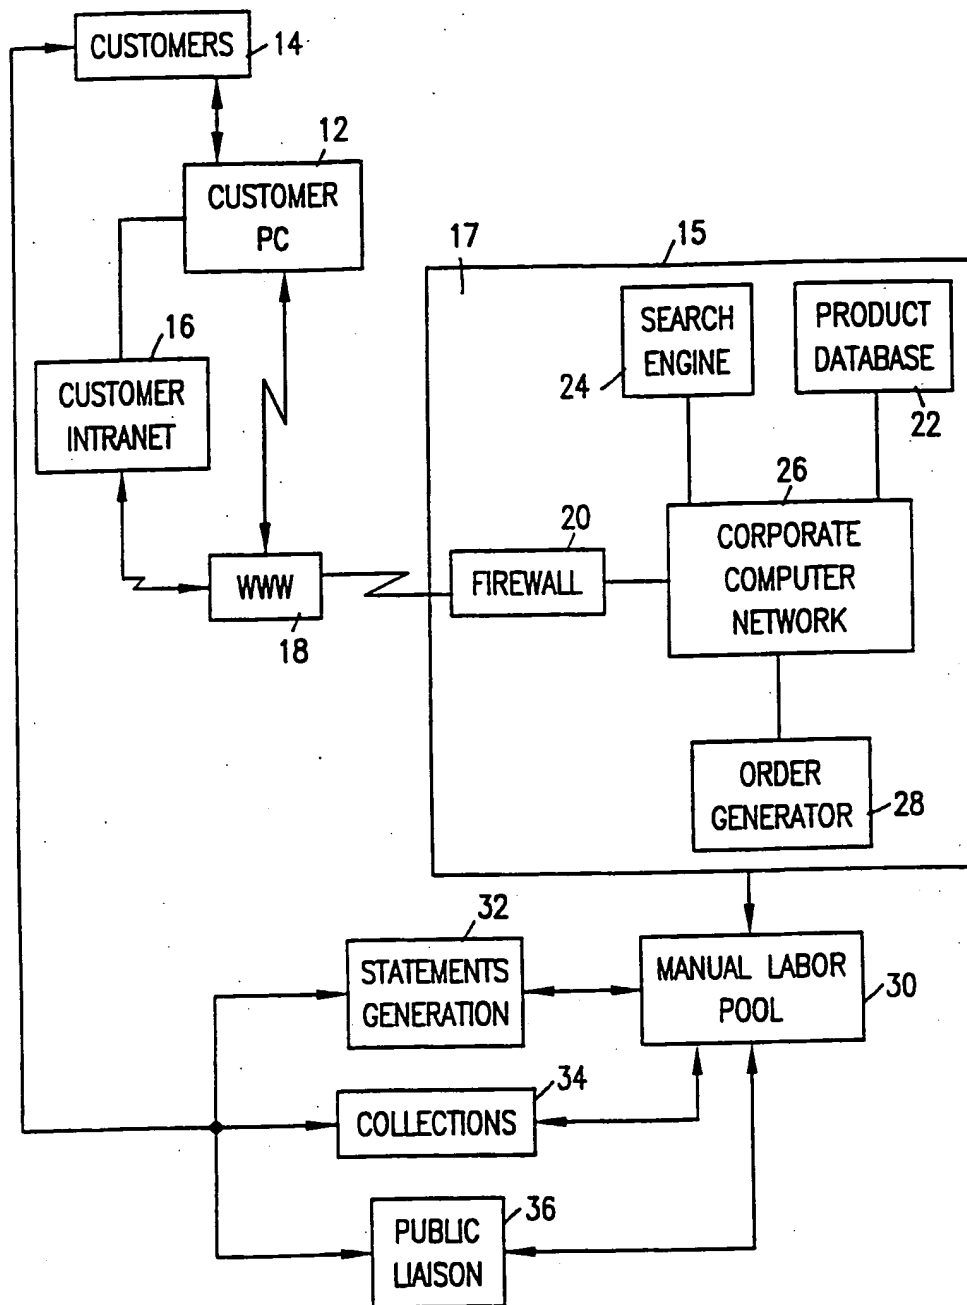 CUSTOMERS
14
12
CUSTOMER
PC
17
15
SEARCH
ENGINE
24
PRODUCT
DATABASE
22
16
CUSTOMER
INTRANET
26
CORPORATE
COMPUTER
NETWORK
20
FIREWALL
WWW
18
ORDER
GENERATOR
28
32
STATEMENTS
GENERATION
MANUAL LABOR
POOL
30
34
COLLECTIONS
36
PUBLIC
LIAISON